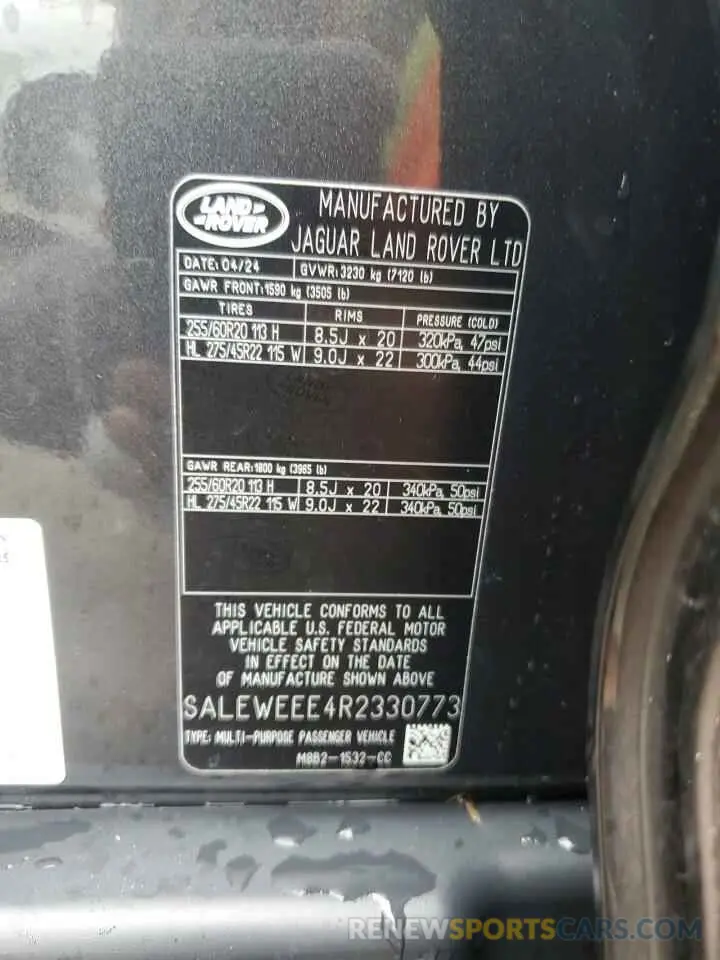 LAND ROVER
MANUFACTURED BY
JAGUAR LAND ROVER LTD
DATE: 04/24 GVWR: 3230 kg (7120 lb)
GAWR FRONT: 1590 kg (3505 lb)
TIRES RIMS PRESSURE (COLD)
255/60R20 113 H 8.5J x 20 320kPa, 47psi
HL 275/45R22 115 W 9.0J x 22 300kPa, 44psi
GAWR REAR: 1800 kg (3965 lb)
255/60R20 113 H 8.5J x 20 340kPa, 50psi
HL 275/45R22 115 W 9.0J x 22 340kPa, 50psi
THIS VEHICLE CONFORMS TO ALL
APPLICABLE U.S. FEDERAL MOTOR
VEHICLE SAFETY STANDARDS
IN EFFECT ON THE DATE
OF MANUFACTURE SHOWN ABOVE
SALEWEEE4R2330773
TYPE: MULTI-PURPOSE PASSENGER VEHICLE
M8B2-1532-CC
RENEWSPORTSCARS.COM